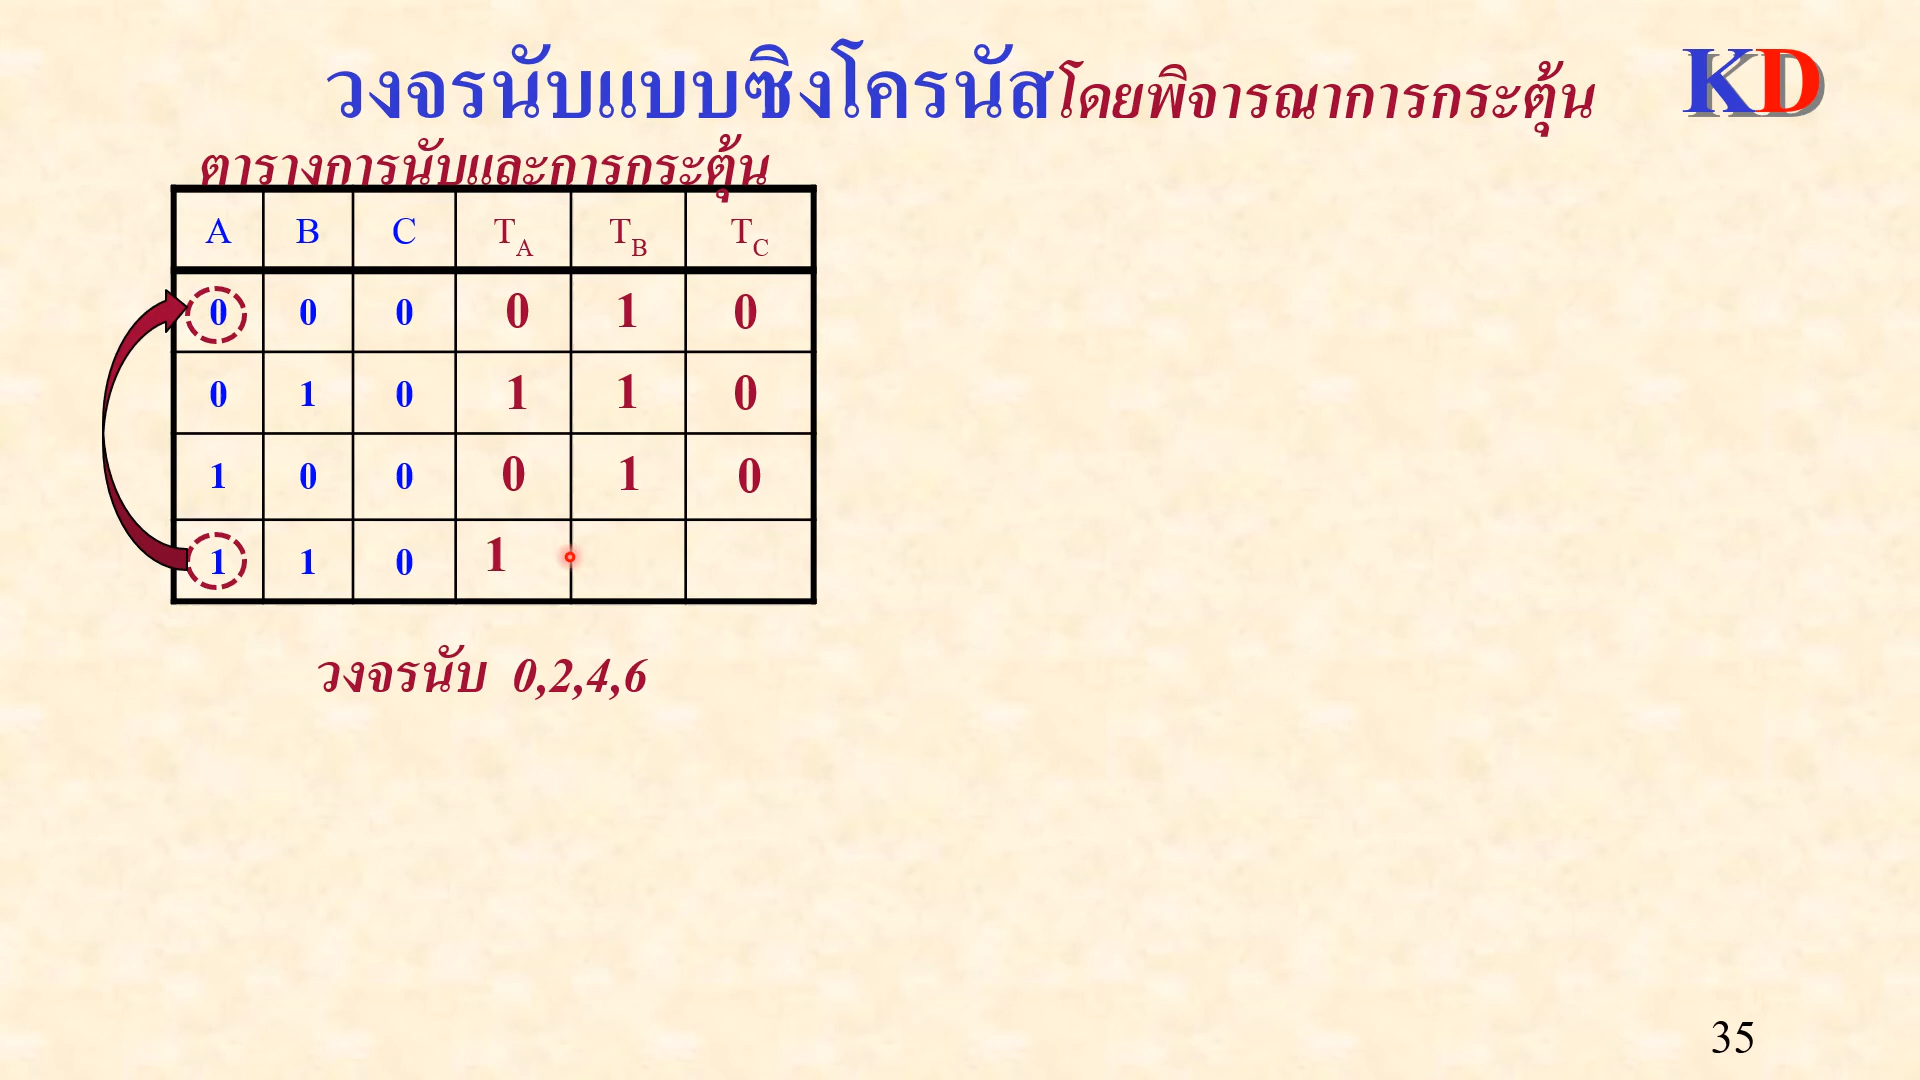 วงจรนับแบบซิงโครนัสโดยพิจารณาการกระตุ้น
KD
ตารางการนับและการกระตุ้น
A B C TA TB TC
0 0 0 0 1 0
0 1 0 1 1 0
1 0 0 0 1 0
1 1 0 1
วงจรนับ 0,2,4,6
35